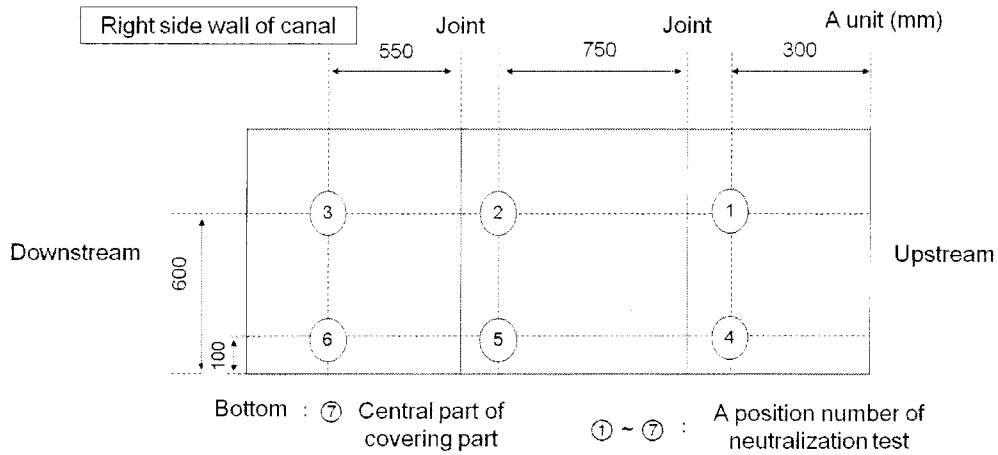 Right side wall of canal
Joint
Joint
A unit (mm)
550
750
300
3
2
1
Downstream
Upstream
600
6
5
4
100
Bottom : ⑦ Central part of
covering part
① ~ ⑦ : A position number of
neutralization test